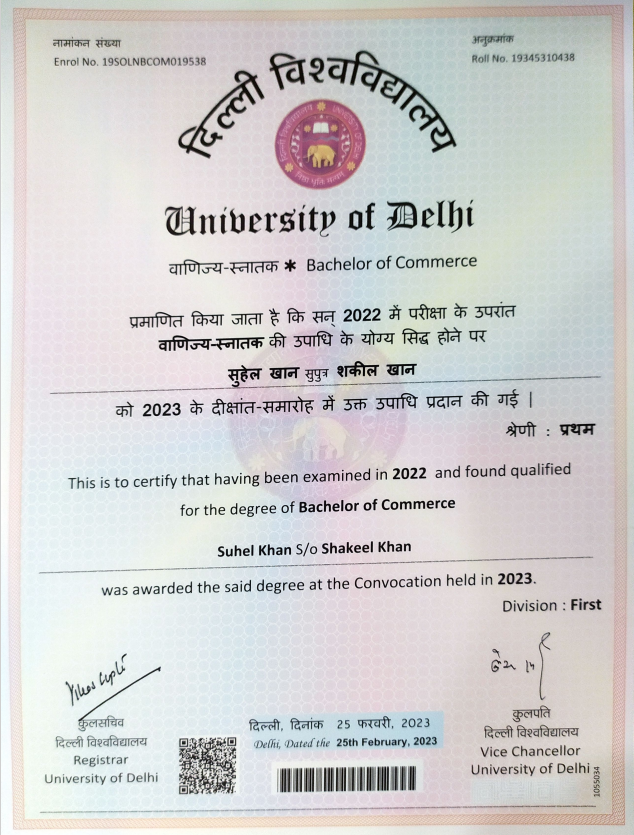 नामांकन संख्या
Enrol No. 19SOLNBCOM019538
अनुक्रमांक
Roll No. 19345310438
दिल्ली विश्वविद्यालय
University of Delhi
वाणिज्य-स्नातक * Bachelor of Commerce
प्रमाणित किया जाता है कि सन् 2022 में परीक्षा के उपरांत
वाणिज्य-स्नातक की उपाधि के योग्य सिद्ध होने पर
सुहेल खान सुपुत्र शकील खान
को 2023 के दीक्षांत-समारोह में उक्त उपाधि प्रदान की गई |
श्रेणी : प्रथम
This is to certify that having been examined in 2022 and found qualified
for the degree of Bachelor of Commerce
Suhel Khan S/o Shakeel Khan
was awarded the said degree at the Convocation held in 2023.
Division : First
Vikas Gupta
कुलसचिव
दिल्ली विश्वविद्यालय
Registrar
University of Delhi
दिल्ली, दिनांक 25 फरवरी, 2023
Delhi, Dated the 25th February, 2023
कुलपति
दिल्ली विश्वविद्यालय
Vice Chancellor
University of Delhi
1055034